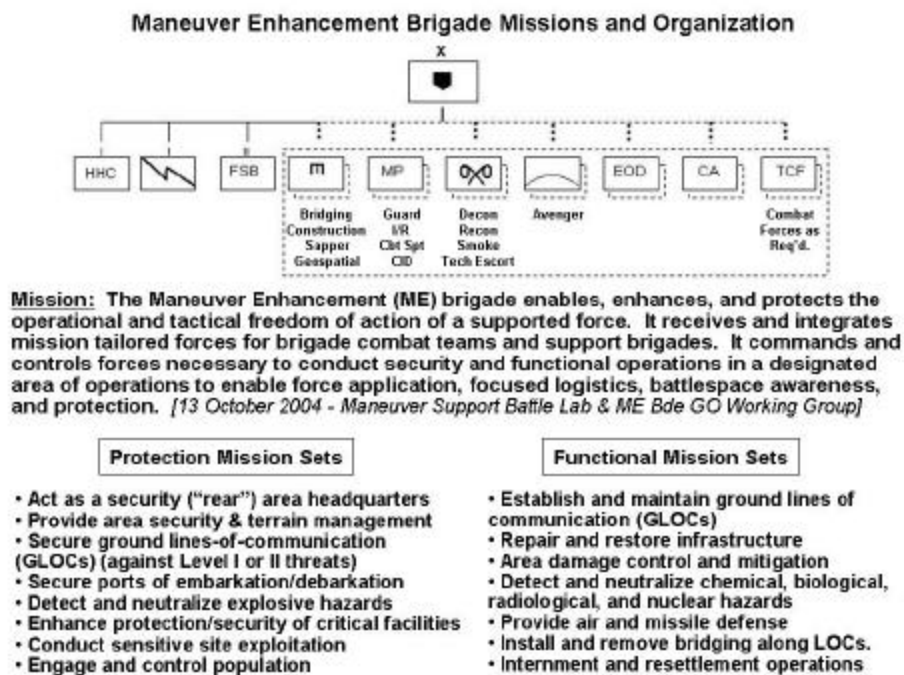 Maneuver Enhancement Brigade Missions and Organization
X
HHC
FSB
E
MP
EOD
CA
TCF
Bridging
Construction
Sapper
Geospatial
Guard
I/R
Cbt Spt
CID
Decon
Recon
Smoke
Tech Escort
Avenger
Combat
Forces as
Req'd.
Mission: The Maneuver Enhancement (ME) brigade enables, enhances, and protects the
operational and tactical freedom of action of a supported force. It receives and integrates
mission tailored forces for brigade combat teams and support brigades. It commands and
controls forces necessary to conduct security and functional operations in a designated
area of operations to enable force application, focused logistics, battlespace awareness,
and protection. [13 October 2004 - Maneuver Support Battle Lab & ME Bde GO Working Group]
Protection Mission Sets
• Act as a security ("rear") area headquarters
• Provide area security & terrain management
• Secure ground lines-of-communication
(GLOCs) (against Level I or II threats)
• Secure ports of embarkation/debarkation
• Detect and neutralize explosive hazards
• Enhance protection/security of critical facilities
• Conduct sensitive site exploitation
• Engage and control population
Functional Mission Sets
• Establish and maintain ground lines of
communication (GLOCs)
• Repair and restore infrastructure
• Area damage control and mitigation
• Detect and neutralize chemical, biological,
radiological, and nuclear hazards
• Provide air and missile defense
• Install and remove bridging along LOCs.
• Internment and resettlement operations